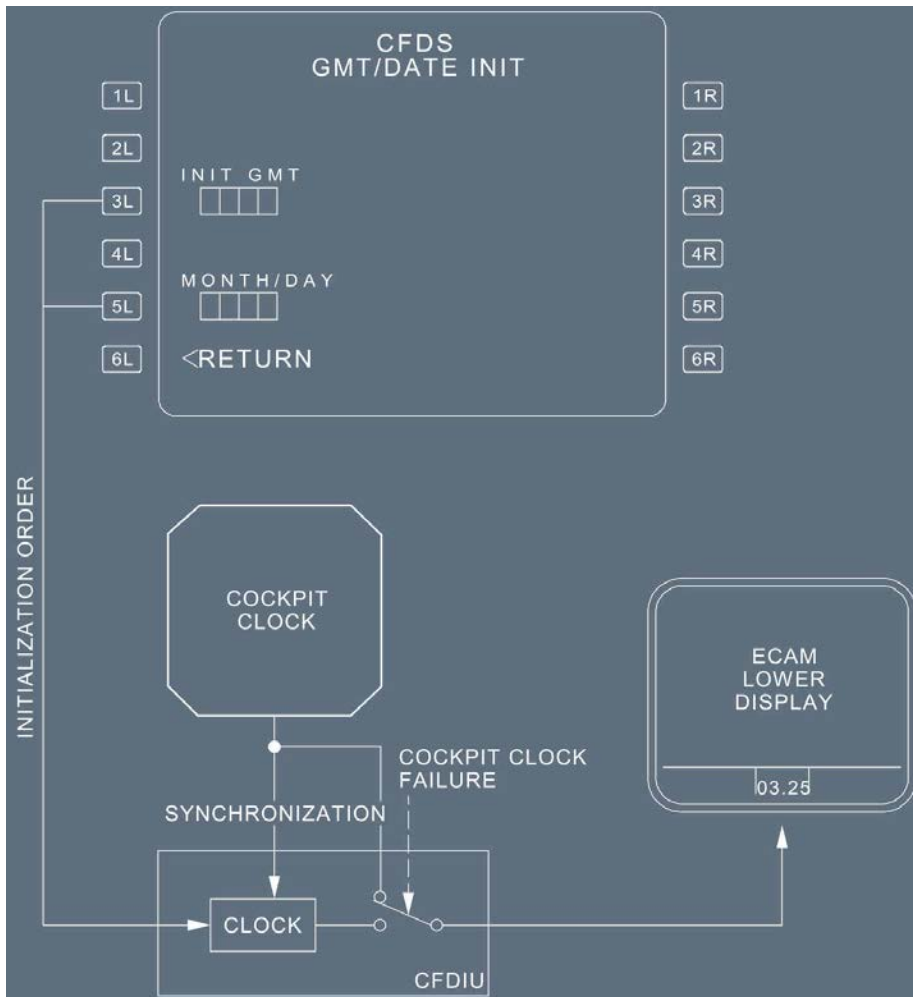 CFDS
GMT/DATE INIT
1L
1R
2L
2R
INIT GMT
3L
3R
4L
4R
MONTH/DAY
5L
5R
6L
<RETURN
6R
INITIALIZATION ORDER
COCKPIT
CLOCK
ECAM
LOWER
DISPLAY
03.25
COCKPIT CLOCK
FAILURE
SYNCHRONIZATION
CLOCK
CFDIU